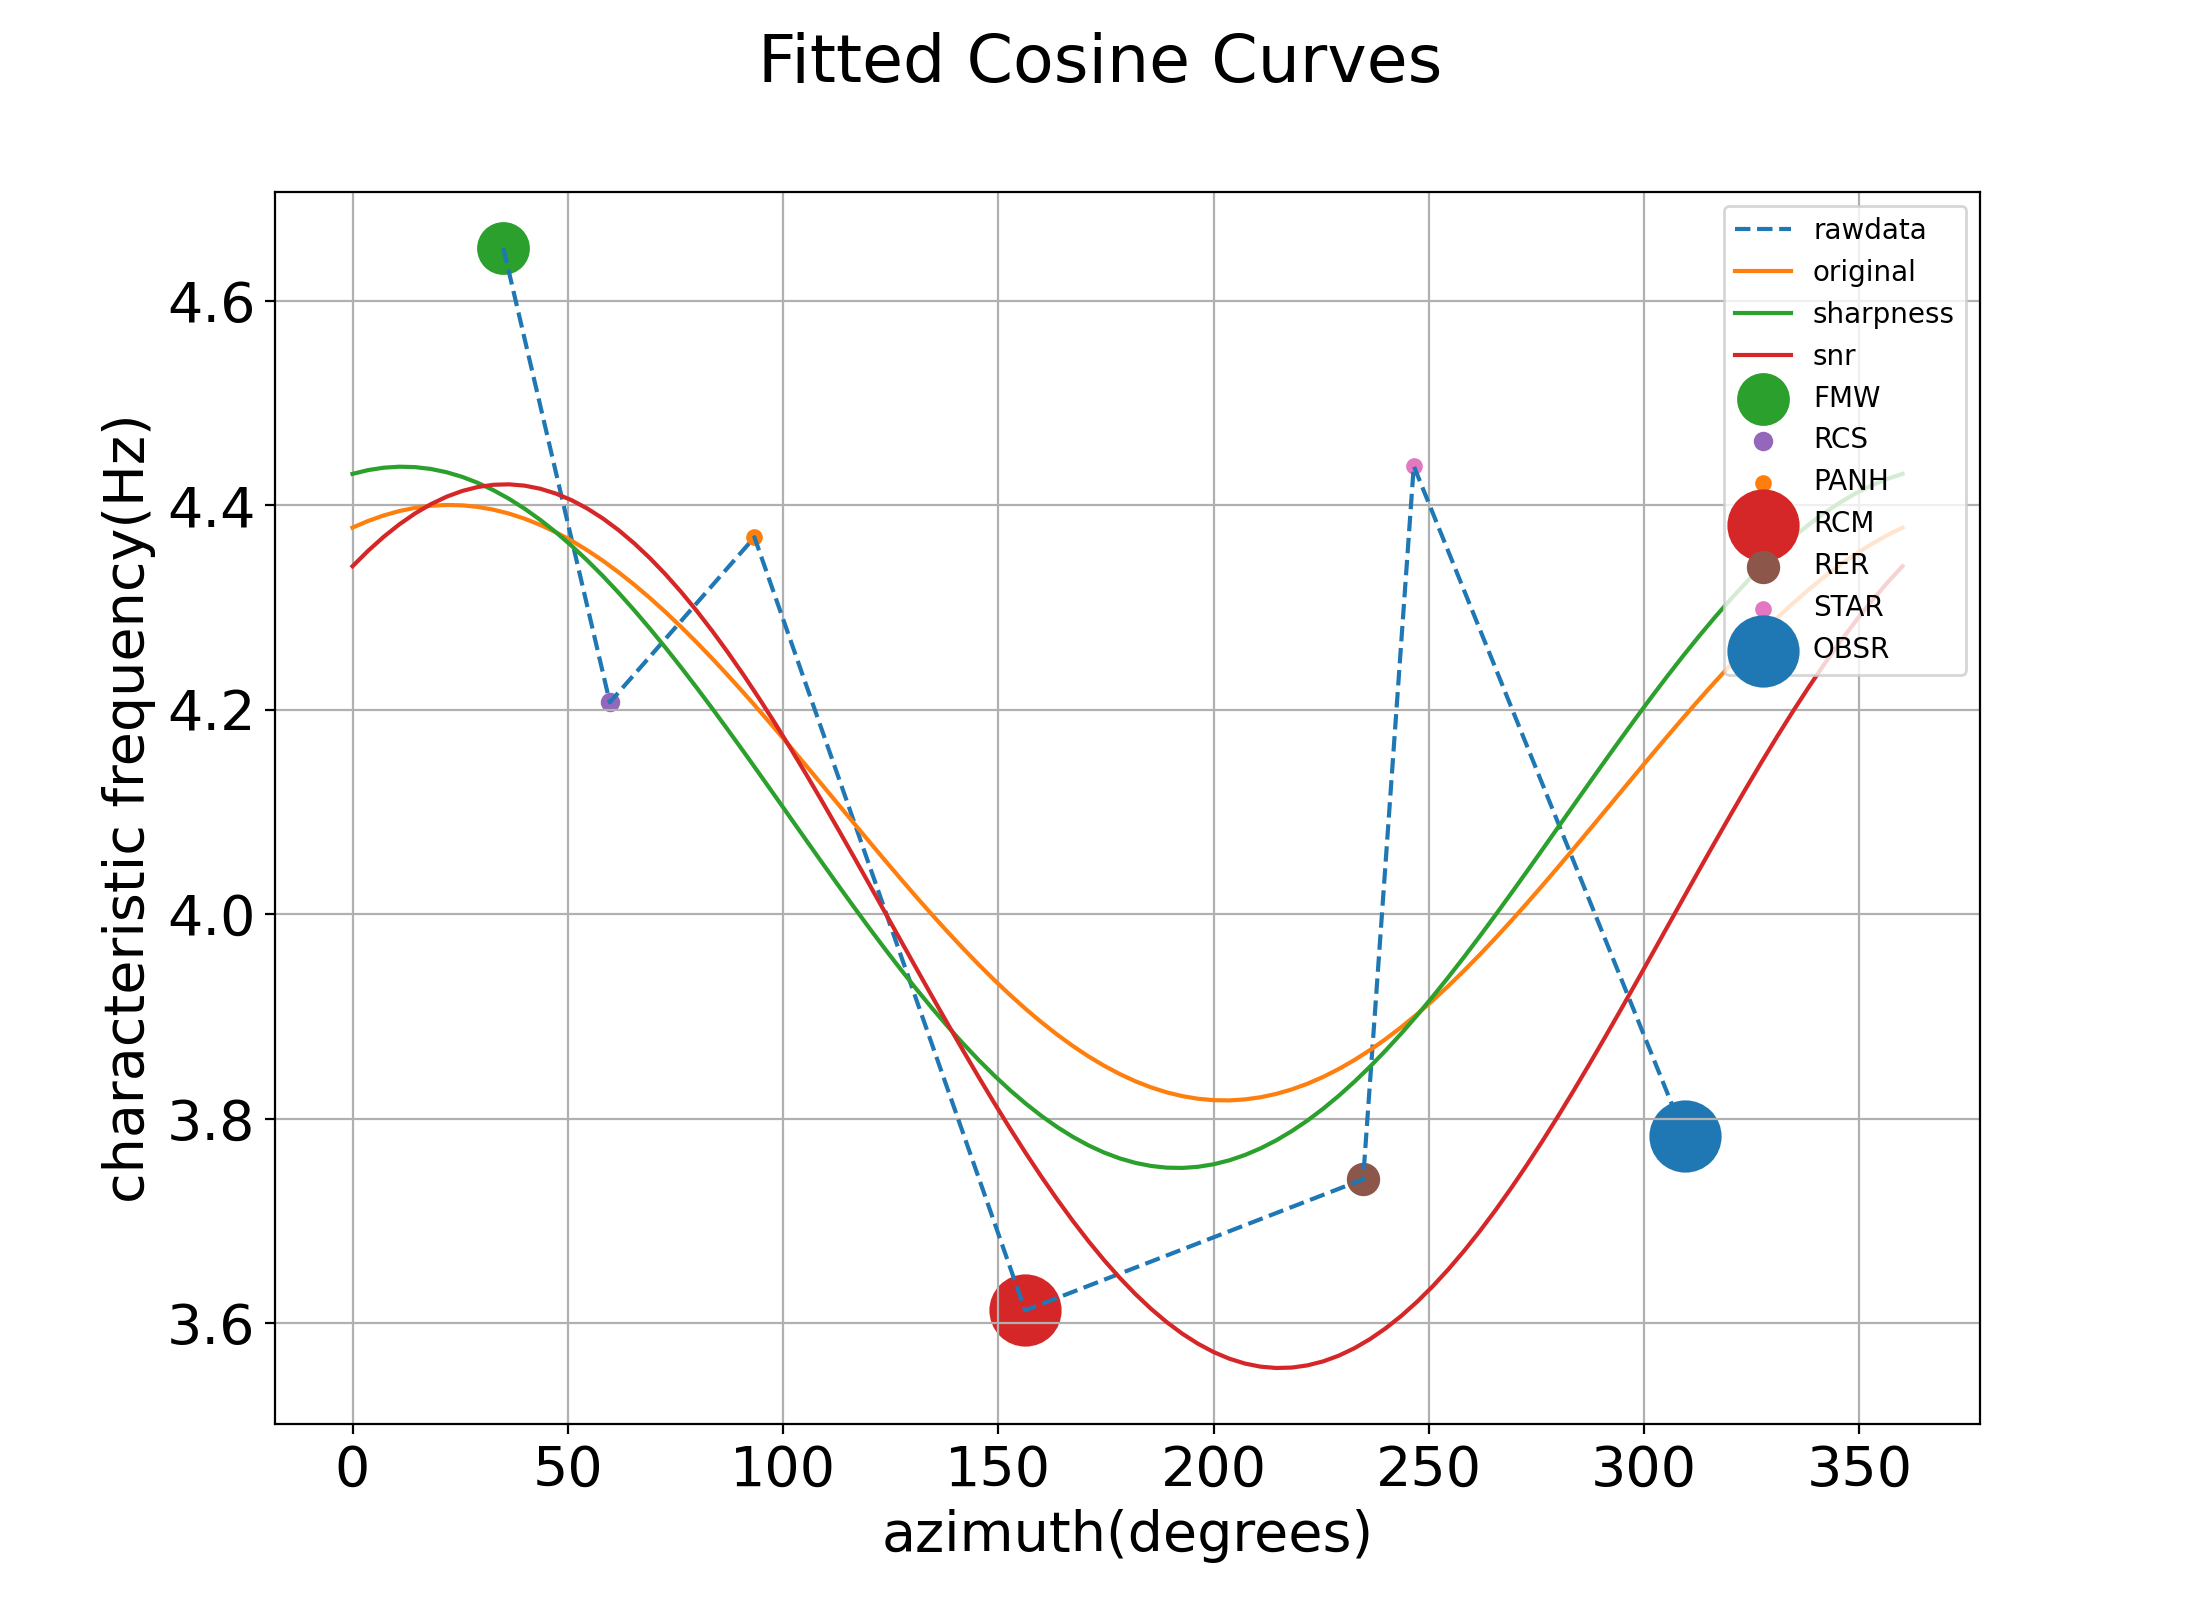 Fitted Cosine Curves
characteristic frequency(Hz)
4.6
4.4
4.2
4.0
3.8
3.6
rawdata
original
sharpness
snr
FMW
RCS
PANH
RCM
RER
STAR
OBSR
0 50 100 150 200 250 300 350
azimuth(degrees)